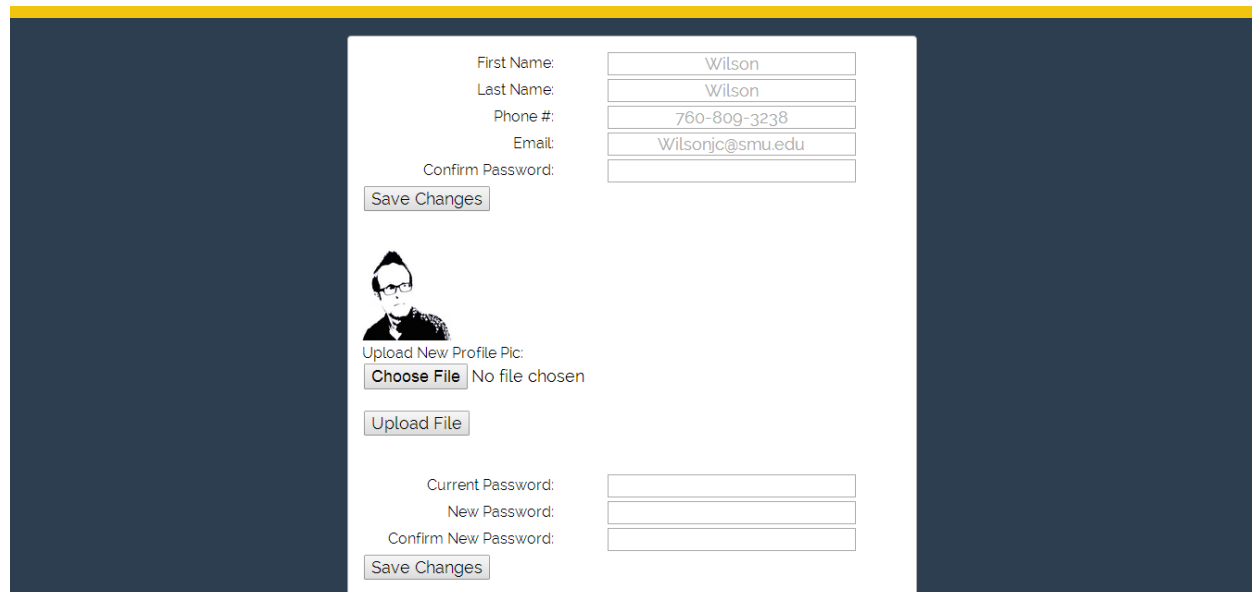 First Name: Wilson
Last Name: Wilson
Phone #: 760-809-3238
Email: Wilsonjc@smu.edu
Confirm Password:
Save Changes
Upload New Profile Pic:
Choose File No file chosen
Upload File
Current Password:
New Password:
Confirm New Password:
Save Changes